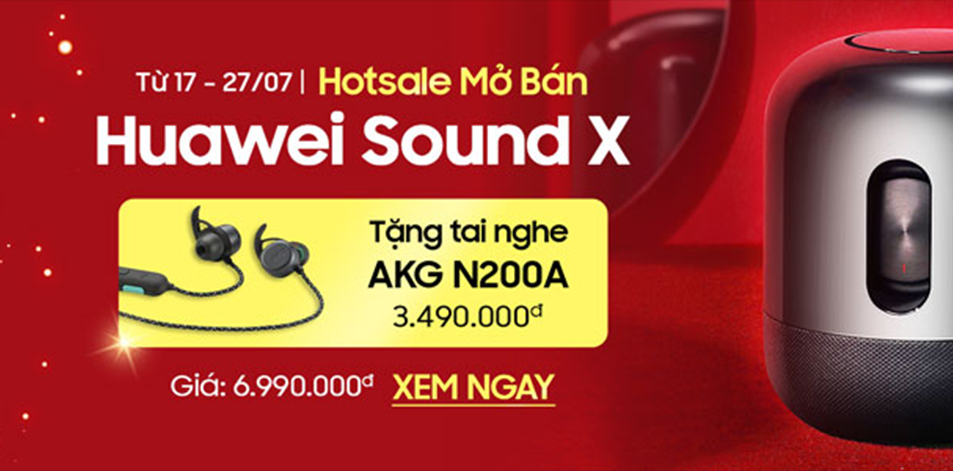 Từ 17 - 27/07 | Hotsale Mở Bán
Huawei Sound X
Tặng tai nghe
AKG N200A
3.490.000đ
Giá: 6.990.000đ XEM NGAY